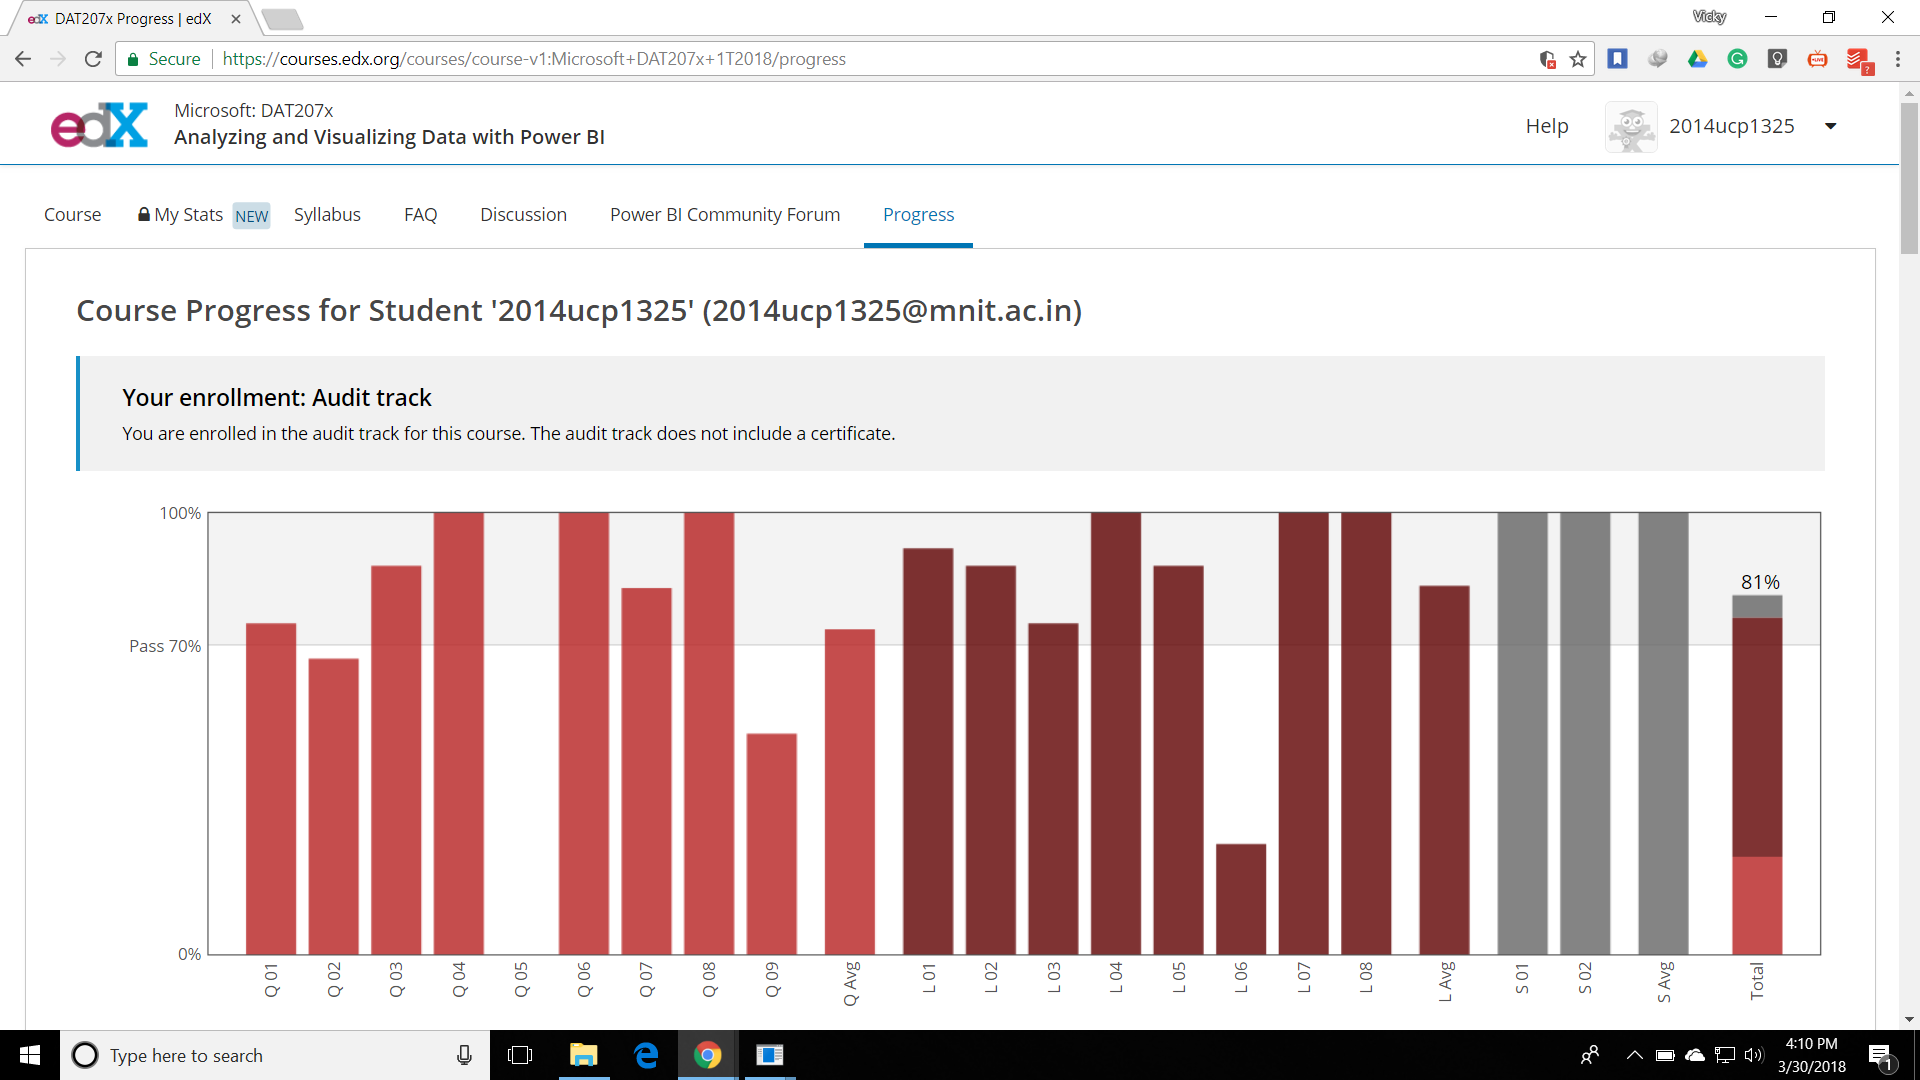 DAT207x Progress | edX
Vicky
Secure
https://courses.edx.org/courses/course-v1:Microsoft+DAT207x+1T2018/progress
edX
Microsoft: DAT207x
Analyzing and Visualizing Data with Power BI
Help
2014ucp1325
Course
My Stats NEW
Syllabus
FAQ
Discussion
Power BI Community Forum
Progress
Course Progress for Student '2014ucp1325' (2014ucp1325@mnit.ac.in)
Your enrollment: Audit track
You are enrolled in the audit track for this course. The audit track does not include a certificate.
100%
Pass 70%
0%
81%
Q 01
Q 02
Q 03
Q 04
Q 05
Q 06
Q 07
Q 08
Q 09
Q Avg
L 01
L 02
L 03
L 04
L 05
L 06
L 07
L 08
L Avg
S 01
S 02
S Avg
Total
Type here to search
4:10 PM
3/30/2018
1